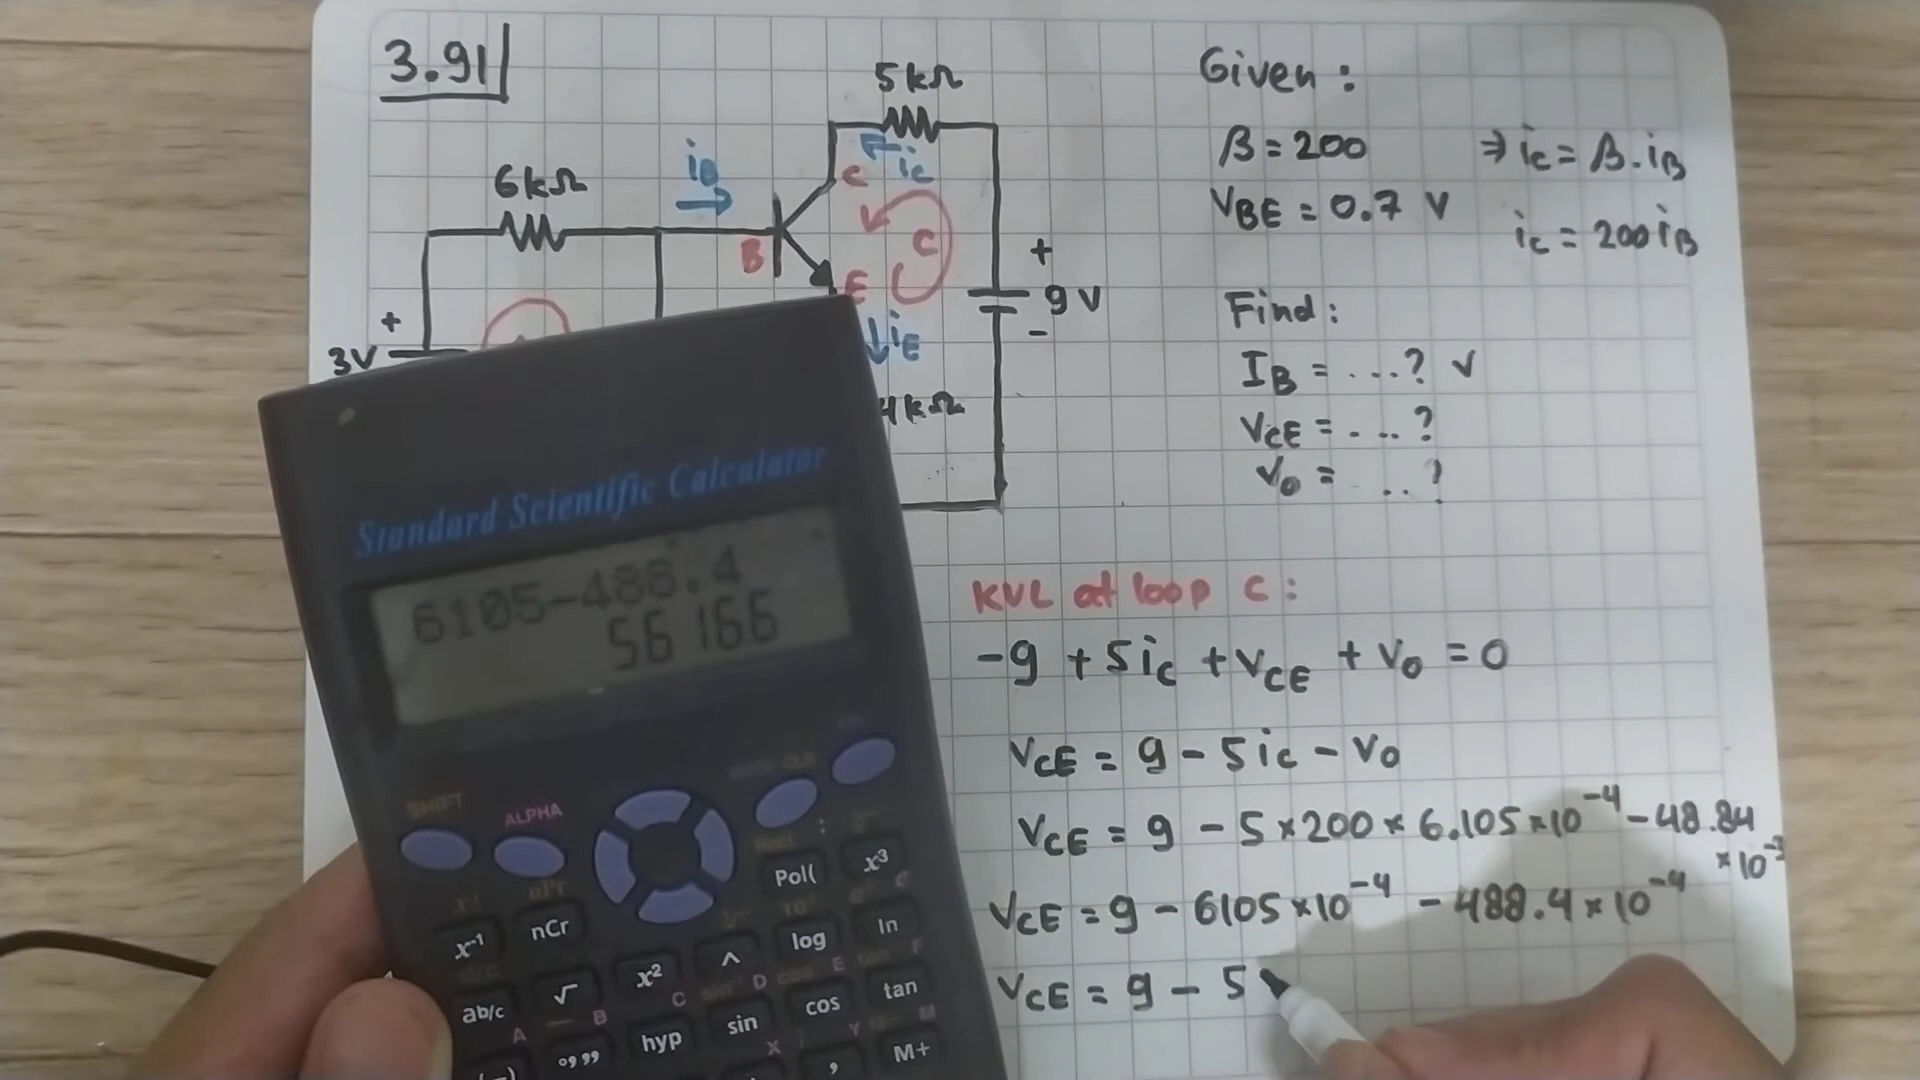 3.91
5kΩ
6kΩ
iB
iC
C
B
C
E
iE
+
3V
+
9V
-
4kΩ
Given:
β = 200 ⇒ ic = β.iB
VBE = 0.7 V ic = 200iB
Find:
IB = ...? √
VCE = ...?
Vo = ...?
KVL at loop C:
-9 + 5ic + VCE + Vo = 0
VCE = 9 - 5ic - Vo
VCE = 9 - 5×200×6.105×10⁻⁴ - 48.84 ×10⁻³
VCE = 9 - 6105×10⁻⁴ - 488.4×10⁻⁴
VCE = 9 - 5
Standard Scientific Calculator
6105-488.4
56166
SHIFT
ALPHA
Pol(
x³
x⁻¹
nCr
log
ln
ab/c
√
x²
^
C
D
E
F
A
B
°,,,
hyp
sin
cos
tan
X
Y
M
,
M+
(-)